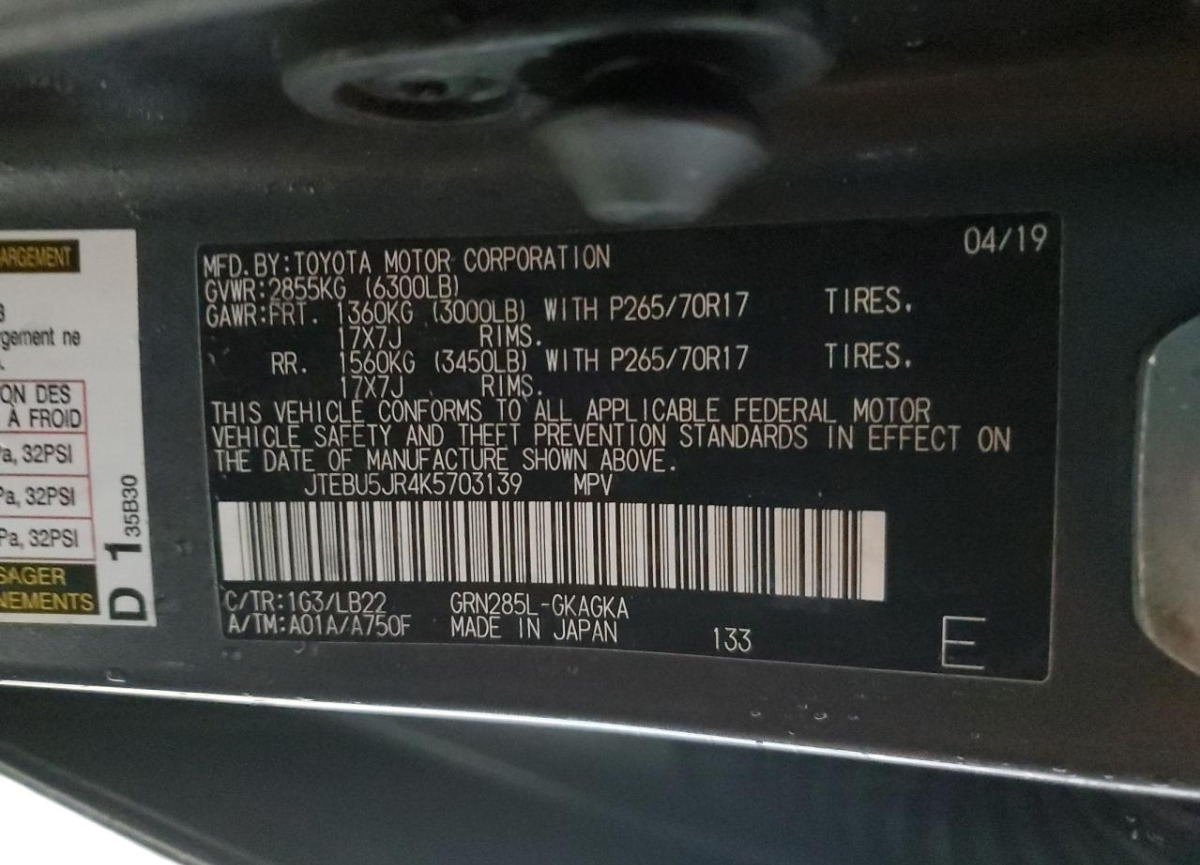 ARGEMENT
3
rgement ne
ON DES
A FROID
Pa, 32PSI
Pa, 32PSI
Pa, 32PSI
SAGER
NEMENTS
D 1 35B30
04/19
MFD.BY:TOYOTA MOTOR CORPORATION
GVWR:2855KG (6300LB)
GAWR:FRT. 1360KG (3000LB) WITH P265/70R17 TIRES.
17X7J RIMS.
RR. 1560KG (3450LB) WITH P265/70R17 TIRES.
17X7J RIMS.
THIS VEHICLE CONFORMS TO ALL APPLICABLE FEDERAL MOTOR
VEHICLE SAFETY AND THEFT PREVENTION STANDARDS IN EFFECT ON
THE DATE OF MANUFACTURE SHOWN ABOVE.
JTEBU5JR4K5703139 MPV
C/TR:1G3/LB22 GRN285L-GKAGKA
A/TM:A01A/A750F MADE IN JAPAN 133
E